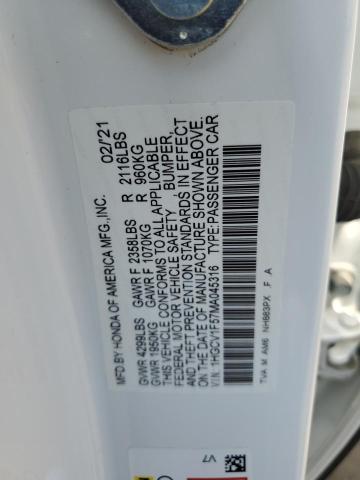 MFD.BY HONDA OF AMERICA MFG.,INC. 02/'21
GVWR 4299LBS GAWR F 2358LBS R 2116LBS
GVWR 1950KG GAWR F 1070KG R 960KG
THIS VEHICLE CONFORMS TO ALL APPLICABLE
FEDERAL MOTOR VEHICLE SAFETY , BUMPER,
AND THEFT PREVENTION STANDARDS IN EFFECT
ON THE DATE OF MANUFACTURE SHOWN ABOVE.
V.I.N.: 1HGCV1F57MA045316 TYPE:PASSENGER CAR
TVA M AM6 NH883PX F A
V7